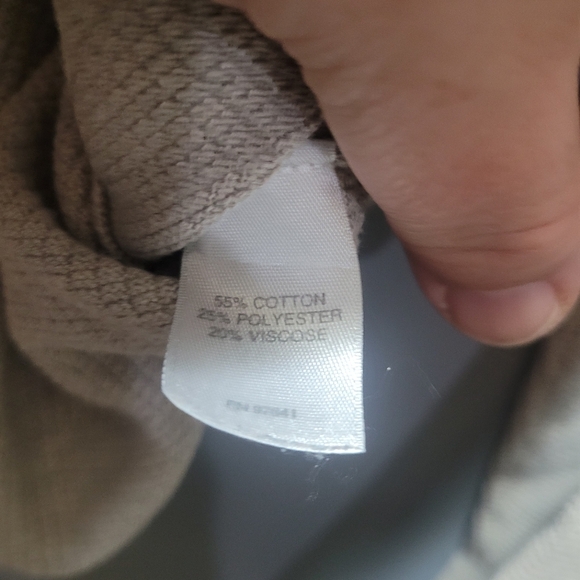 55% COTTON
25% POLYESTER
20% VISCOSE